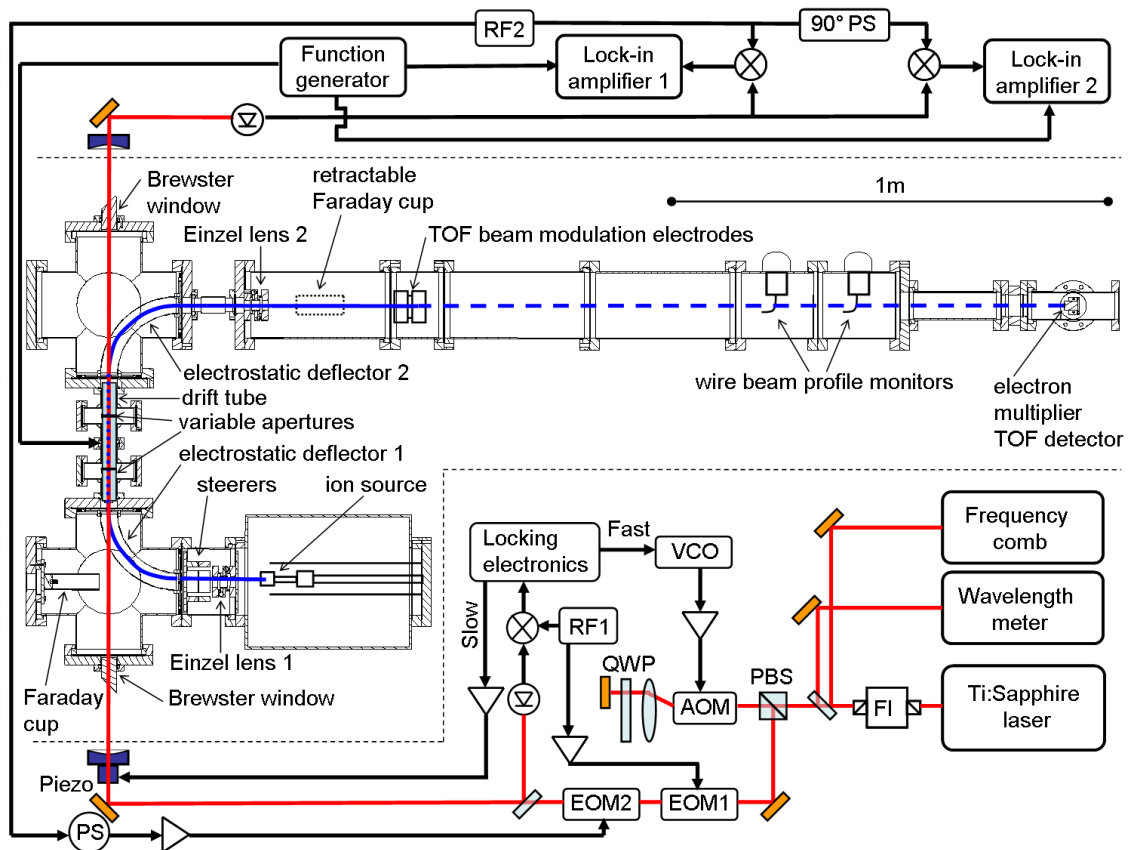 RF2
90° PS
Function
generator
Lock-in
amplifier 1
Lock-in
amplifier 2
Brewster
window
retractable
Faraday cup
1m
Einzel lens 2
TOF beam modulation electrodes
electrostatic deflector 2
drift tube
variable apertures
electrostatic deflector 1
wire beam profile monitors
electron
multiplier
TOF detector
steerers
ion source
Einzel lens 1
Faraday
cup
Brewster window
Locking
electronics
Fast
VCO
Slow
RF1
QWP
AOM
PBS
FI
Frequency
comb
Wavelength
meter
Ti:Sapphire
laser
Piezo
EOM2
EOM1
PS